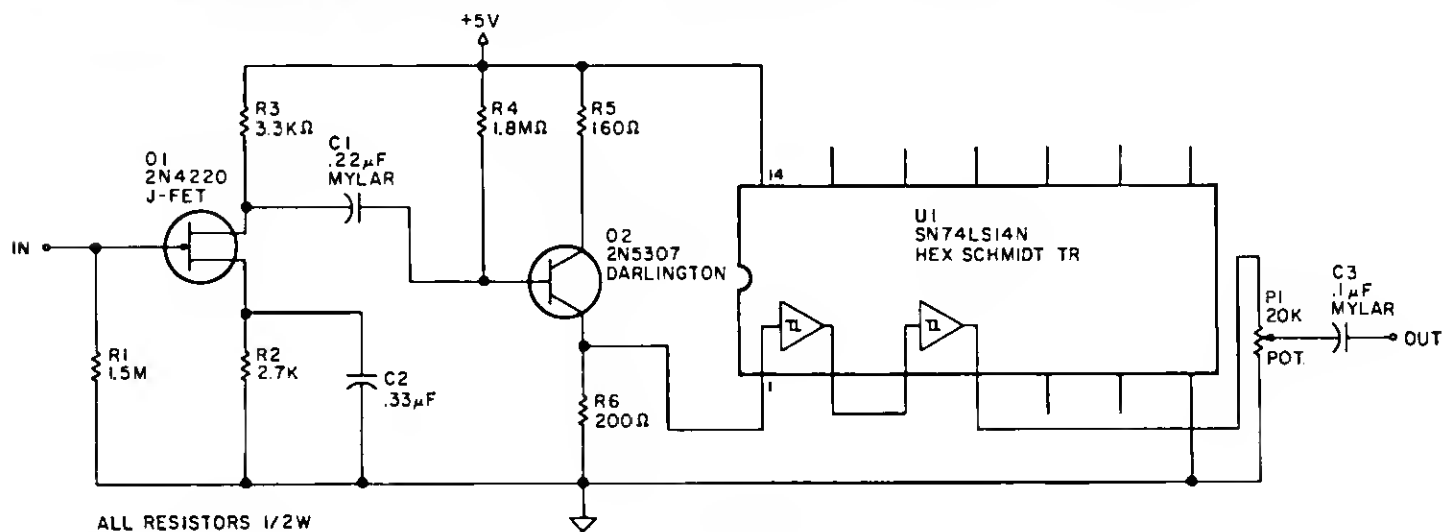 +5V
R3
3.3KΩ
R4
1.8MΩ
R5
160Ω
C1
.22µF
MYLAR
Q1
2N4220
J-FET
IN
Q2
2N5307
DARLINGTON
14
U1
SN74LS14N
HEX SCHMIDT TR
1
P1
20K
POT.
C3
.1µF
MYLAR
OUT
R1
1.5M
R2
2.7K
C2
.33µF
R6
200Ω
ALL RESISTORS 1/2W